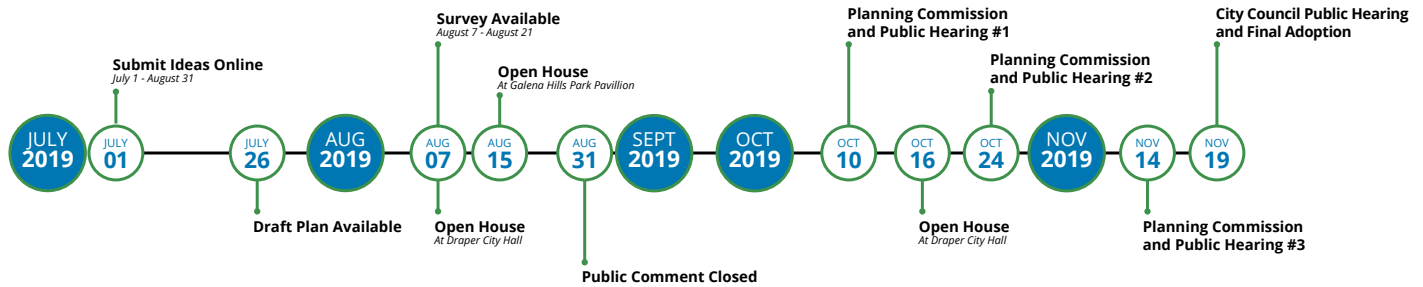 Submit Ideas Online
July 1 - August 31
Survey Available
August 7 - August 21
Open House
At Galena Hills Park Pavillion
Planning Commission
and Public Hearing #1
Planning Commission
and Public Hearing #2
City Council Public Hearing
and Final Adoption
JULY
2019
JULY
01
JULY
26
AUG
2019
AUG
07
AUG
15
AUG
31
SEPT
2019
OCT
2019
OCT
10
OCT
16
OCT
24
NOV
2019
NOV
14
NOV
19
Draft Plan Available
Open House
At Draper City Hall
Public Comment Closed
Open House
At Draper City Hall
Planning Commission
and Public Hearing #3